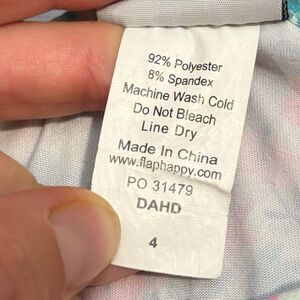 92% Polyester
8% Spandex
Machine Wash Cold
Do Not Bleach
Line Dry
Made In China
www.flaphappy.com
PO 31479
DAHD
4